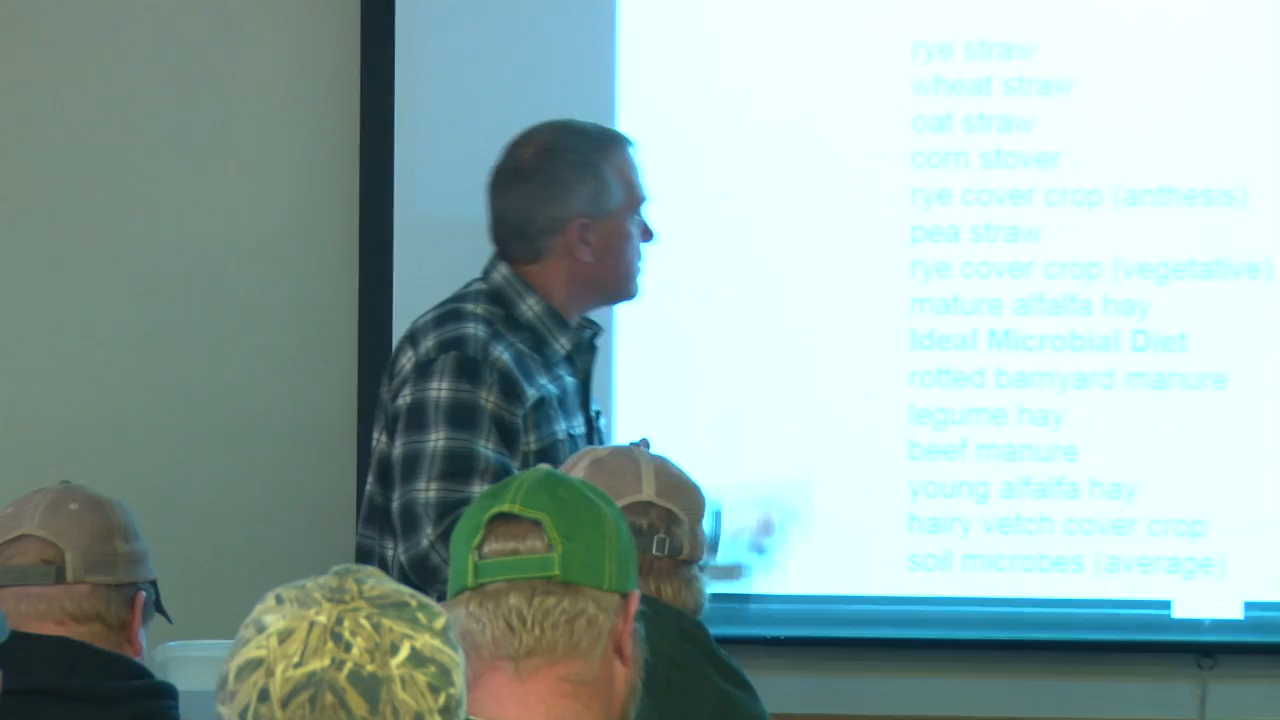 rye straw
wheat straw
oat straw
corn stover
rye cover crop (anthesis)
pea straw
rye cover crop (vegetative)
mature alfalfa hay
Ideal Microbial Diet
rotted barnyard manure
legume hay
beef manure
young alfalfa hay
hairy vetch cover crop
soil microbes (average)